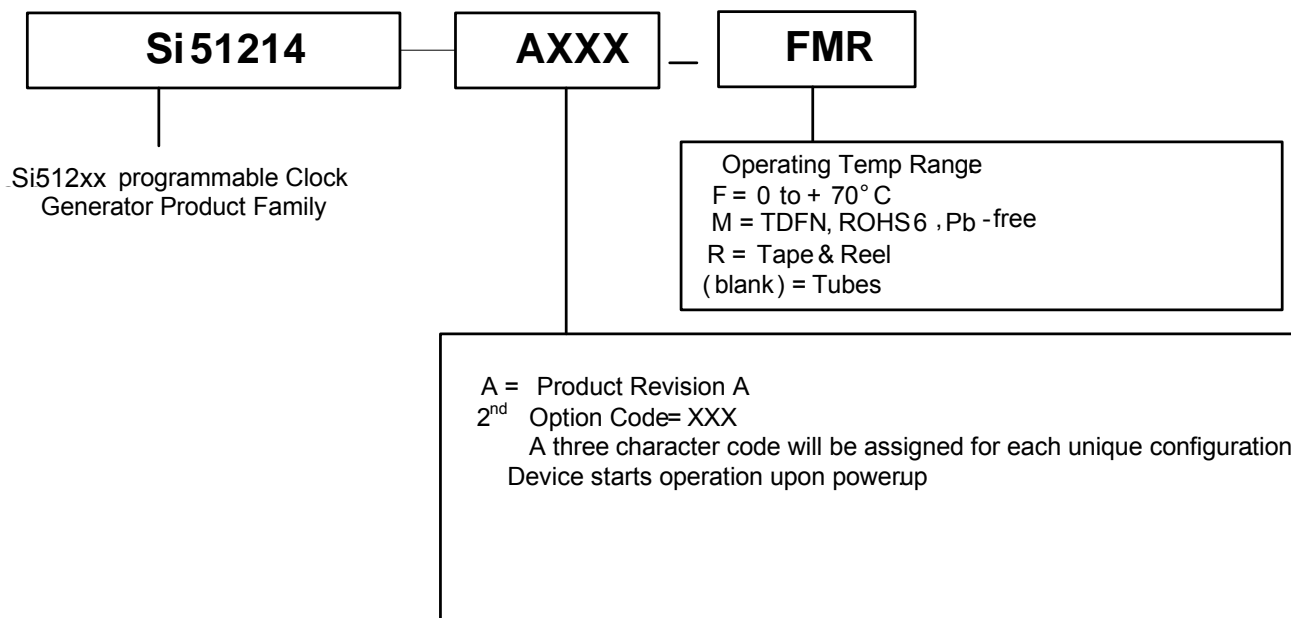 Si51214
AXXX
–
FMR
Si512xx programmable Clock
Generator Product Family
Operating Temp Range
F = 0 to + 70°C
M = TDFN, ROHS6 ,Pb -free
R = Tape & Reel
(blank) = Tubes
A = Product Revision A
2nd Option Code= XXX
A three character code will be assigned for each unique configuration
Device starts operation upon powerup